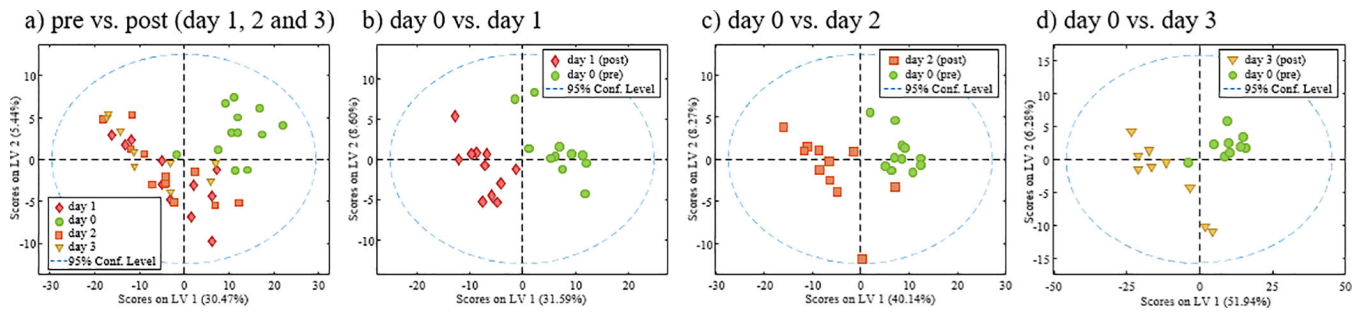 a) pre vs. post (day 1, 2 and 3)
b) day 0 vs. day 1
c) day 0 vs. day 2
d) day 0 vs. day 3
Scores on LV 2 (5.44%)
10
5
0
-5
-10
day 1
day 0
day 2
day 3
95% Conf. Level
-30
-20
-10
0
10
20
30
Scores on LV 1 (30.47%)
Scores on LV 2 (8.60%)
10
5
0
-5
-10
day 1 (post)
day 0 (pre)
95% Conf. Level
-20
-10
0
10
20
Scores on LV 1 (31.59%)
Scores on LV 2 (8.27%)
10
5
0
-5
-10
day 2 (post)
day 0 (pre)
95% Conf. Level
-30
-20
-10
0
10
20
30
Scores on LV 1 (40.14%)
Scores on LV 2 (6.28%)
15
10
5
0
-5
-10
-15
day 3 (post)
day 0 (pre)
95% Conf. Level
-50
-25
0
25
50
Scores on LV 1 (51.94%)